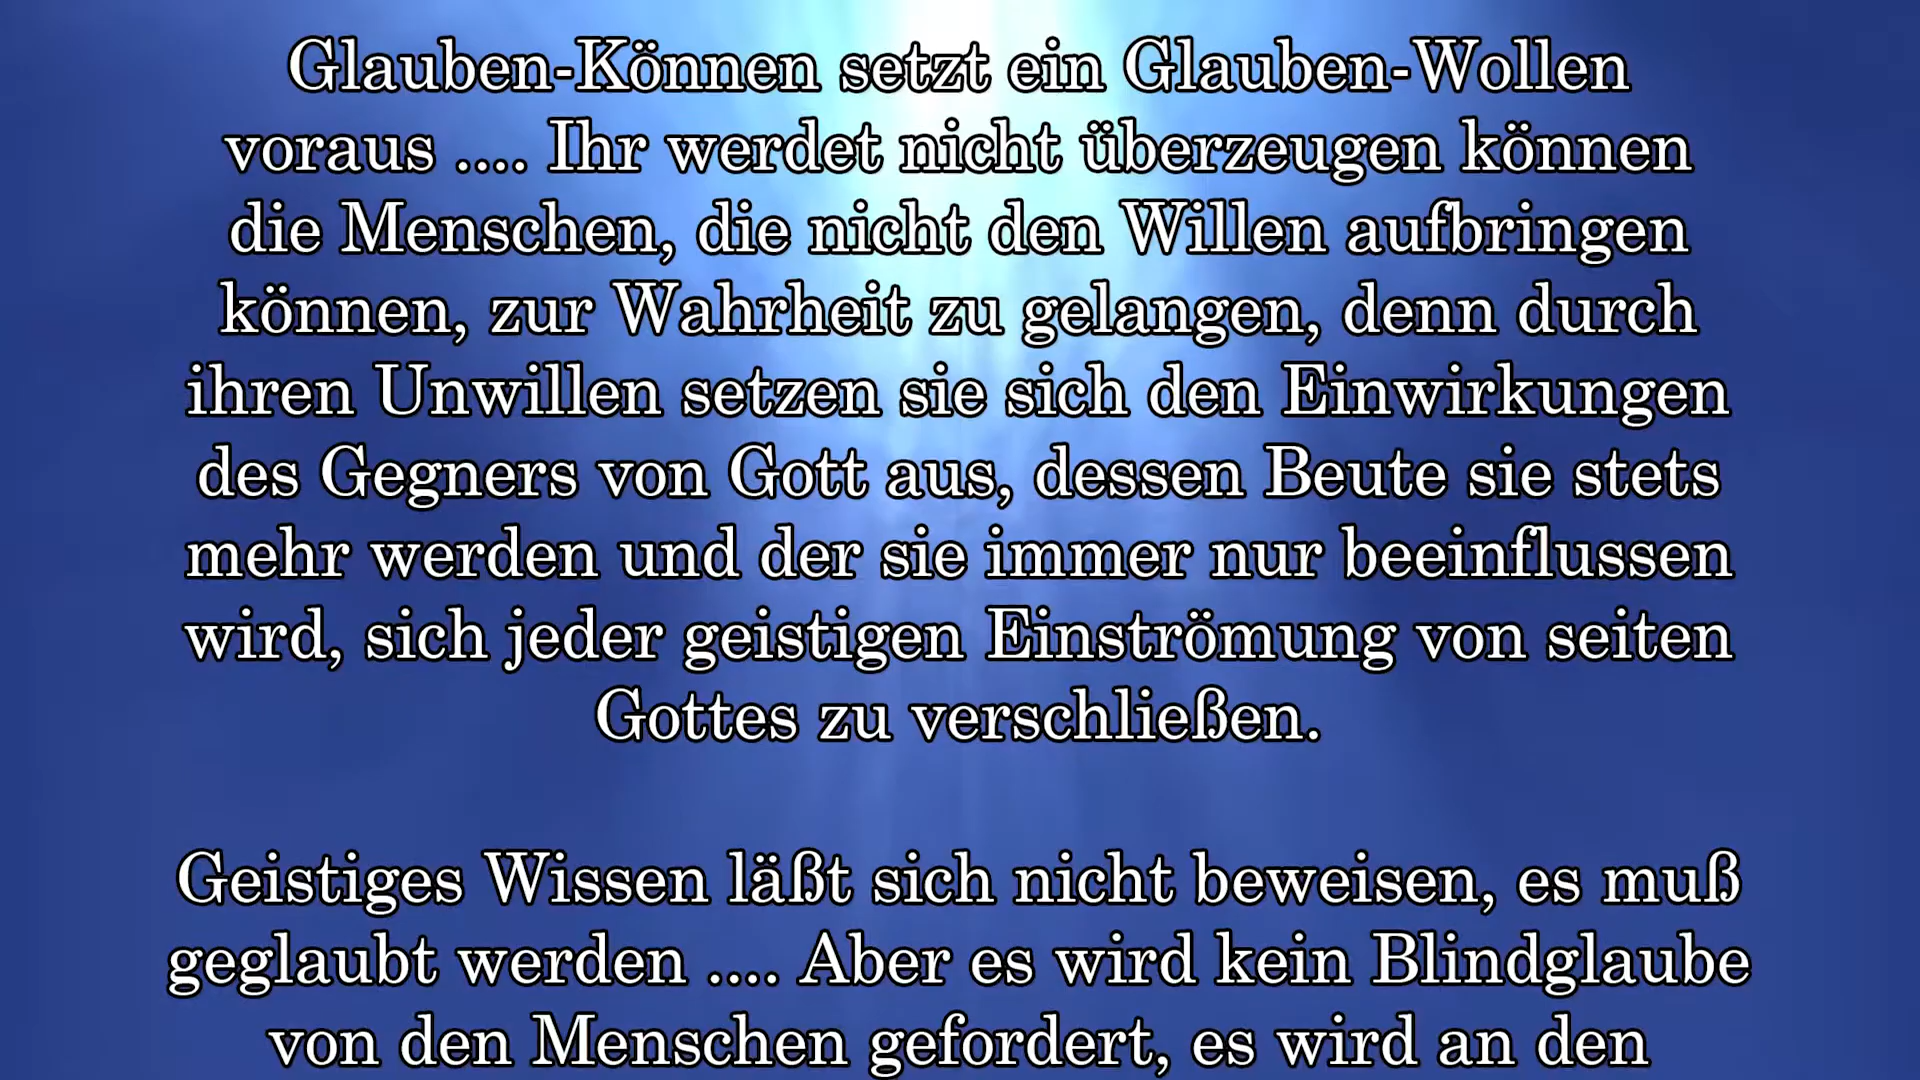 Glauben-Können setzt ein Glauben-Wollen
voraus .... Ihr werdet nicht überzeugen können
die Menschen, die nicht den Willen aufbringen
können, zur Wahrheit zu gelangen, denn durch
ihren Unwillen setzen sie sich den Einwirkungen
des Gegners von Gott aus, dessen Beute sie stets
mehr werden und der sie immer nur beeinflussen
wird, sich jeder geistigen Einströmung von seiten
Gottes zu verschließen.
Geistiges Wissen läßt sich nicht beweisen, es muß
geglaubt werden .... Aber es wird kein Blindglaube
von den Menschen gefordert, es wird an den